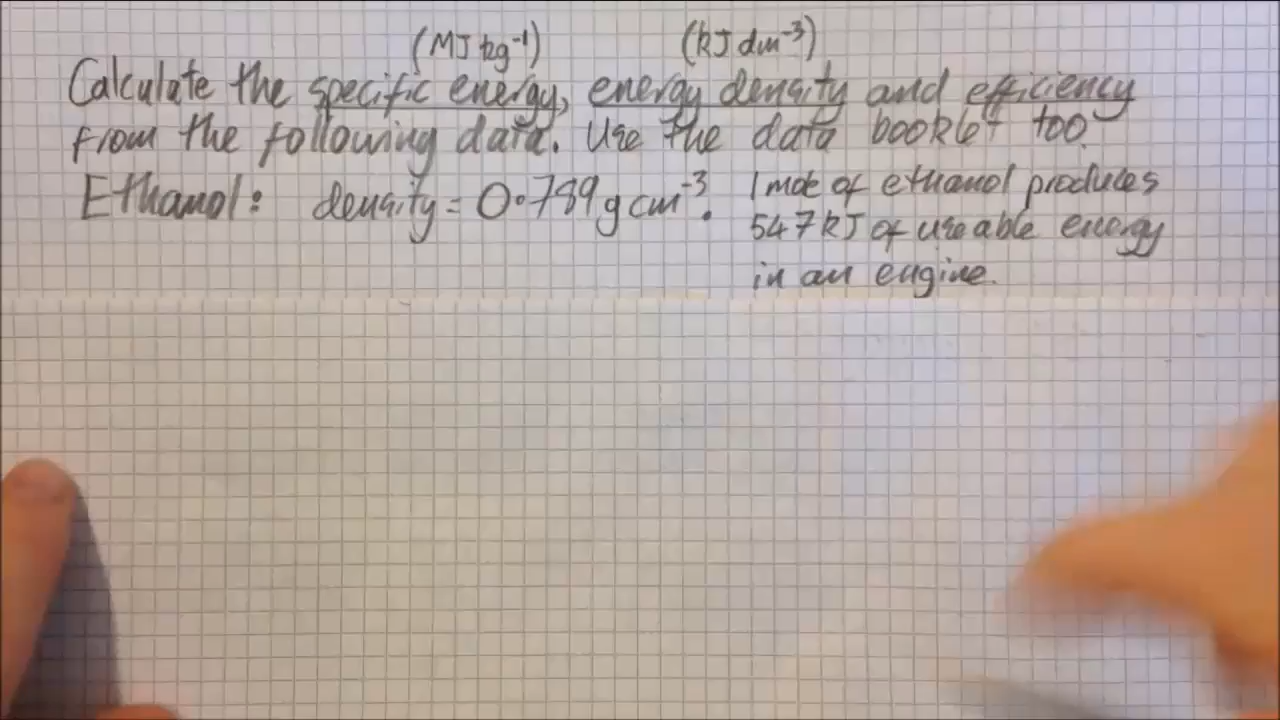 (MJ kg⁻¹) (kJ dm⁻³)
Calculate the specific energy, energy density and efficiency
from the following data. Use the data booklet too.
Ethanol: density = 0.789 g cm⁻³. 1 mole of ethanol produces
547 kJ of useable energy
in an engine.